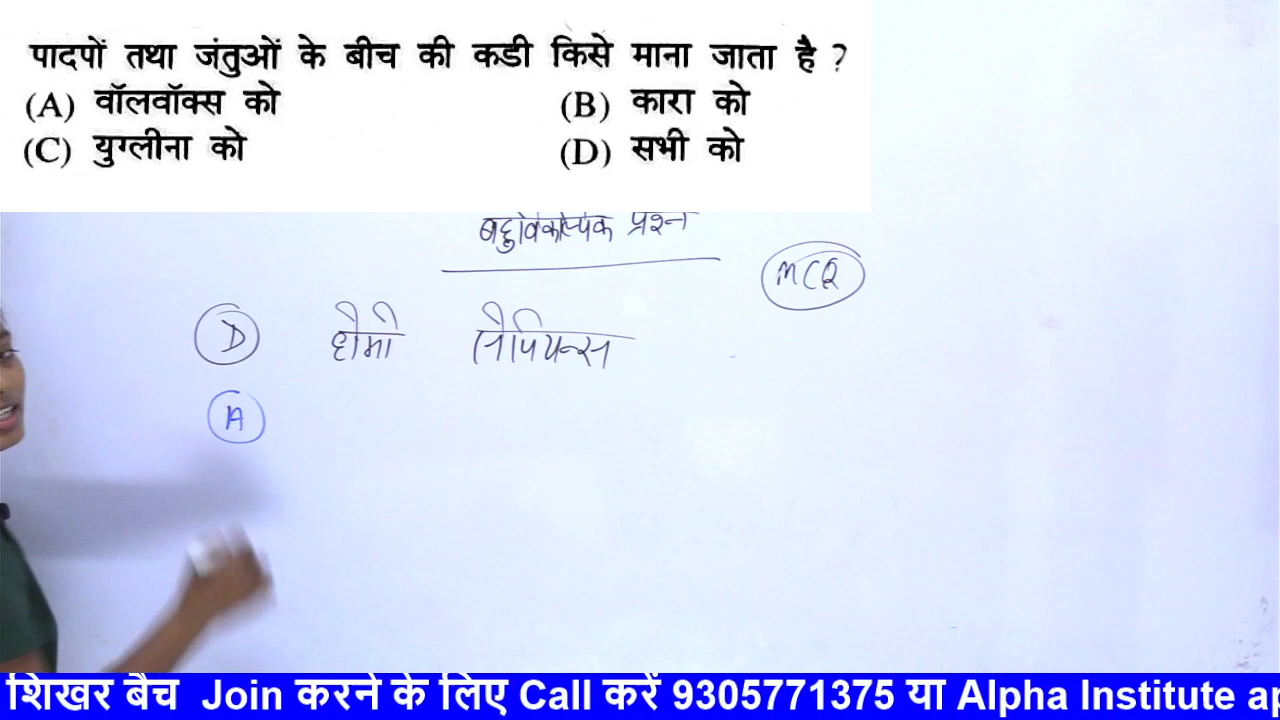 पादपों तथा जंतुओं के बीच की कडी किसे माना जाता है ?
(A) वॉलवॉक्स को (B) कारा को
(C) युग्लीना को (D) सभी को
बहुविकल्पिक प्रश्न
MCQ
D होमो सेपियन्स
A
शिखर बैच Join करने के लिए Call करें 9305771375 या Alpha Institute ap